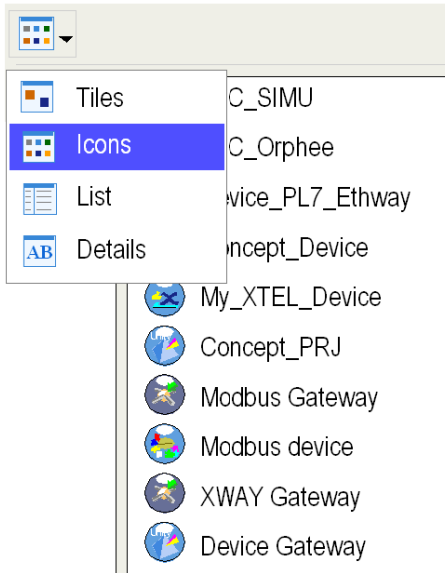 Tiles
Icons
List
AB Details
C_SIMU
C_Orphee
evice_PL7_Ethway
oncept_Device
My_XTEL_Device
Concept_PRJ
Modbus Gateway
Modbus device
XWAY Gateway
Device Gateway